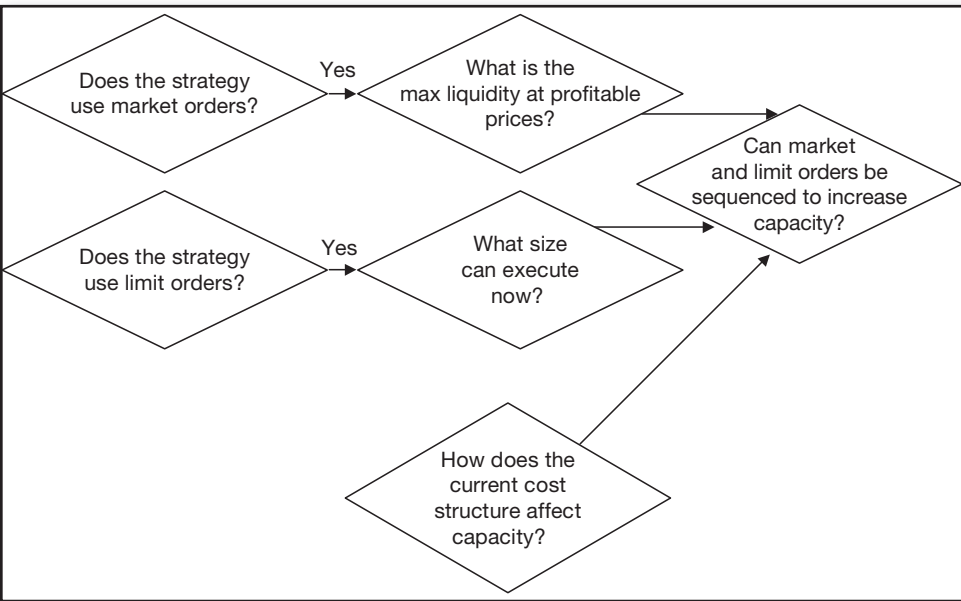 Does the strategy
use market orders?
Yes
What is the
max liquidity at profitable
prices?
Can market
and limit orders be
sequenced to increase
capacity?
Does the strategy
use limit orders?
Yes
What size
can execute
now?
How does the
current cost
structure affect
capacity?